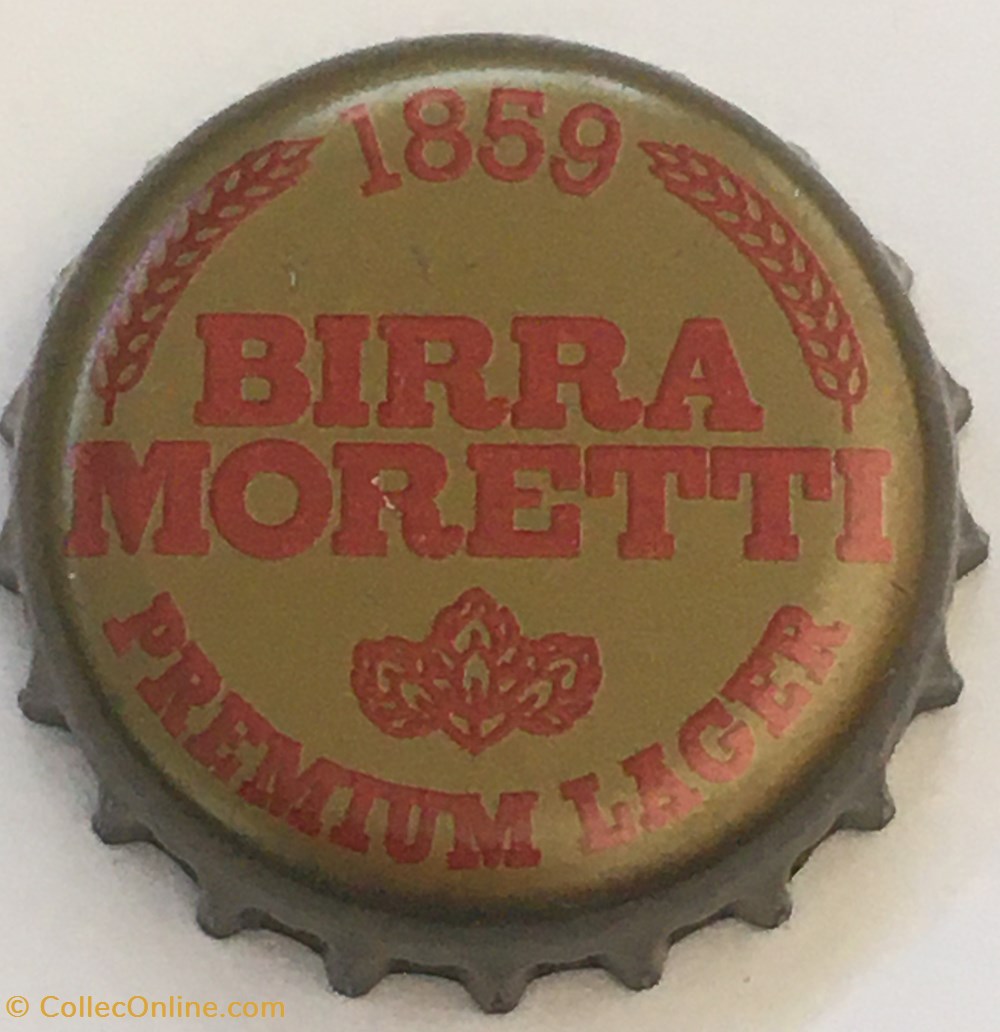 1859
BIRRA
MORETTI
PREMIUM LAGER
© CollecOnline.com